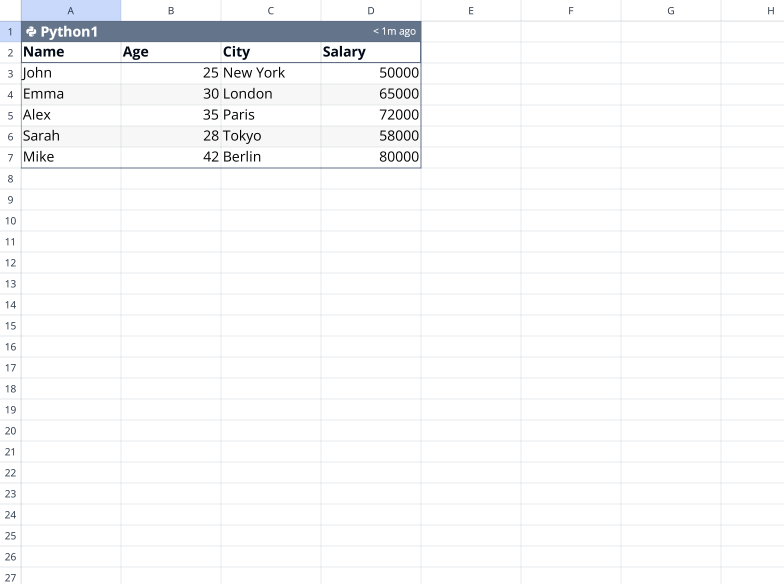 A B C D E F G H
1 Python1 < 1m ago
2 Name Age City Salary
3 John 25 New York 50000
4 Emma 30 London 65000
5 Alex 35 Paris 72000
6 Sarah 28 Tokyo 58000
7 Mike 42 Berlin 80000
8
9
10
11
12
13
14
15
16
17
18
19
20
21
22
23
24
25
26
27